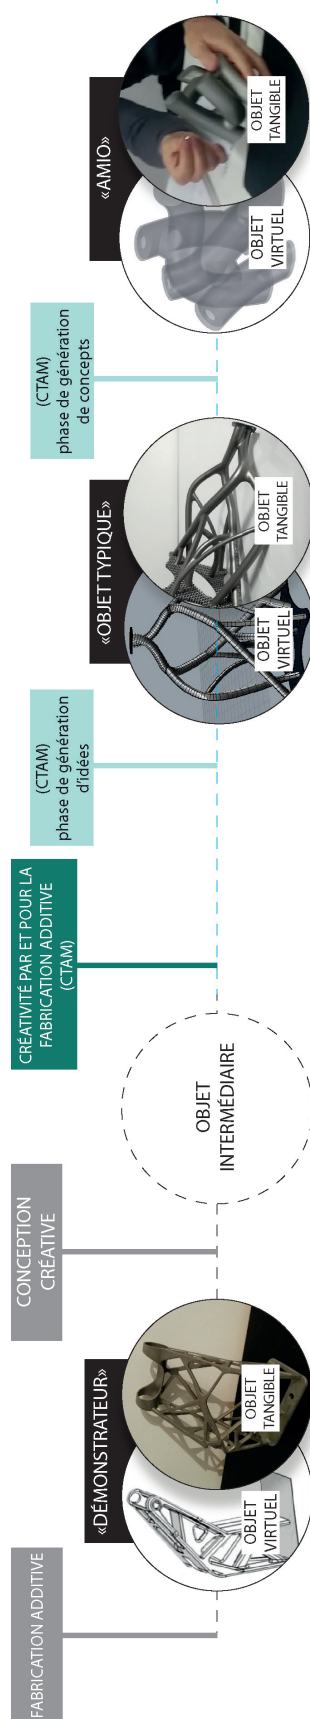 FABRICATION ADDITIVE
«DÉMONSTRATEUR»
OBJET
VIRTUEL
OBJET
TANGIBLE
CONCEPTION
CRÉATIVE
OBJET
INTERMÉDIAIRE
CRÉATIVITÉ PAR ET POUR LA
FABRICATION ADDITIVE
(CTAM)
(CTAM)
phase de génération
d'idées
«OBJET TYPIQUE»
OBJET
VIRTUEL
OBJET
TANGIBLE
(CTAM)
phase de génération
de concepts
«AMIO»
OBJET
VIRTUEL
OBJET
TANGIBLE